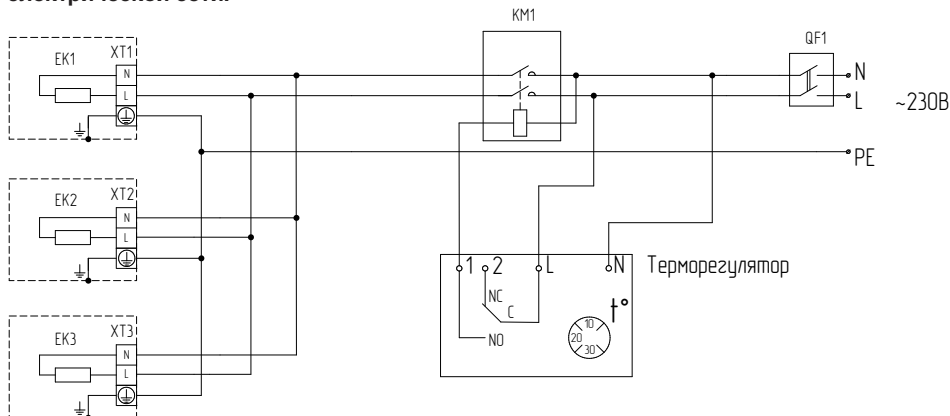 электрической сети.
KM1
QF1
EK1
XT1
N
L
N
L
~230В
PE
EK2
XT2
N
L
1
2
L
N
Терморегулятор
NC
C
NO
t°
10
20
30
EK3
XT3
N
L